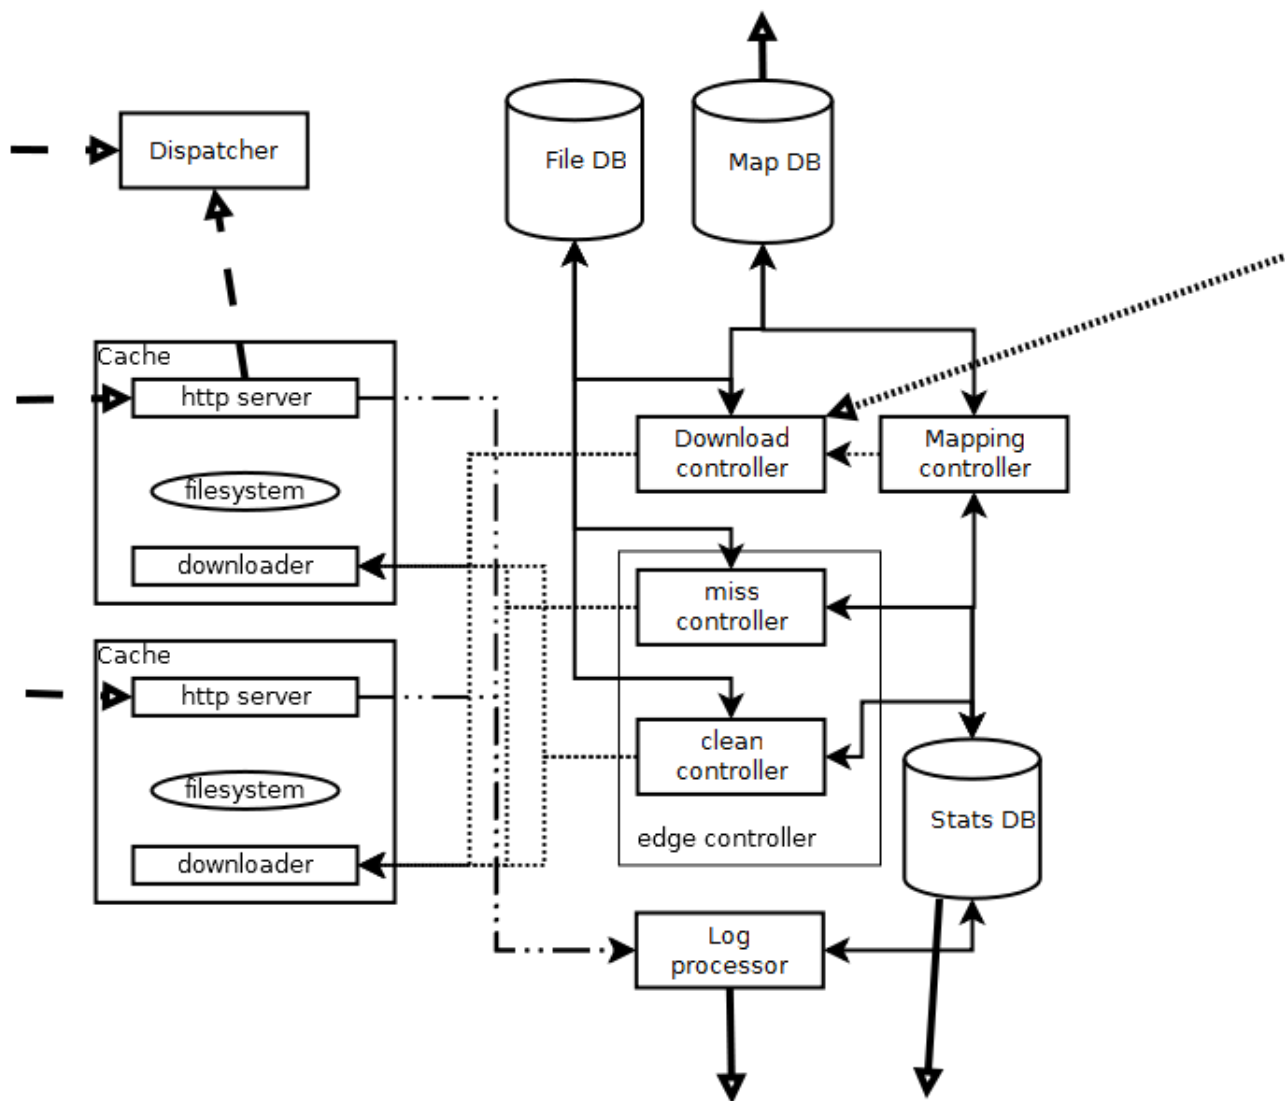 Dispatcher
File DB
Map DB
Cache
http server
filesystem
downloader
Download
controller
Mapping
controller
miss
controller
clean
controller
edge controller
Cache
http server
filesystem
downloader
Stats DB
Log
processor